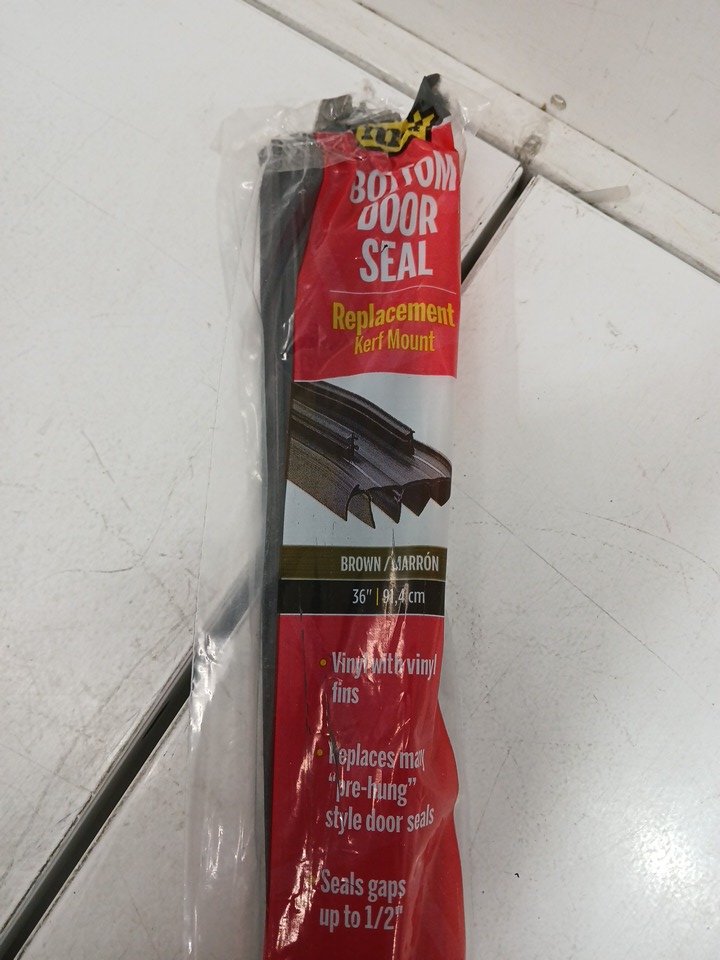 BOTTOM
DOOR
SEAL
Replacement
Kerf Mount
BROWN / MARRÓN
36" | 91,4 cm
• Vinyl with vinyl
fins
• Replaces many
"pre-hung"
style door seals
• Seals gaps
up to 1/2"